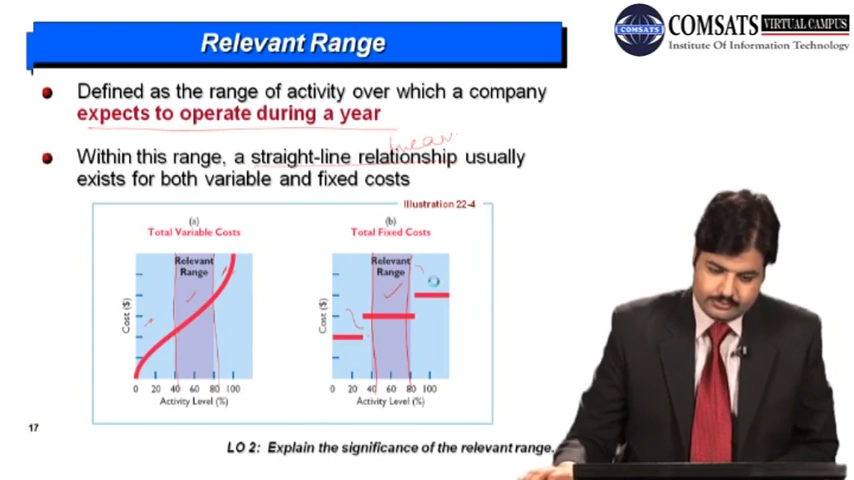 Relevant Range
COMSATS VIRTUAL CAMPUS
Institute Of Information Technology
COMSATS
Defined as the range of activity over which a company
expects to operate during a year
linear
Within this range, a straight-line relationship usually
exists for both variable and fixed costs
Illustration 22-4
(a)
Total Variable Costs
Relevant
Range
Cost ($)
0 20 40 60 80 100
Activity Level (%)
(b)
Total Fixed Costs
Relevant
Range
Cost ($)
0 20 40 60 80 100
Activity Level (%)
17
LO 2: Explain the significance of the relevant range.